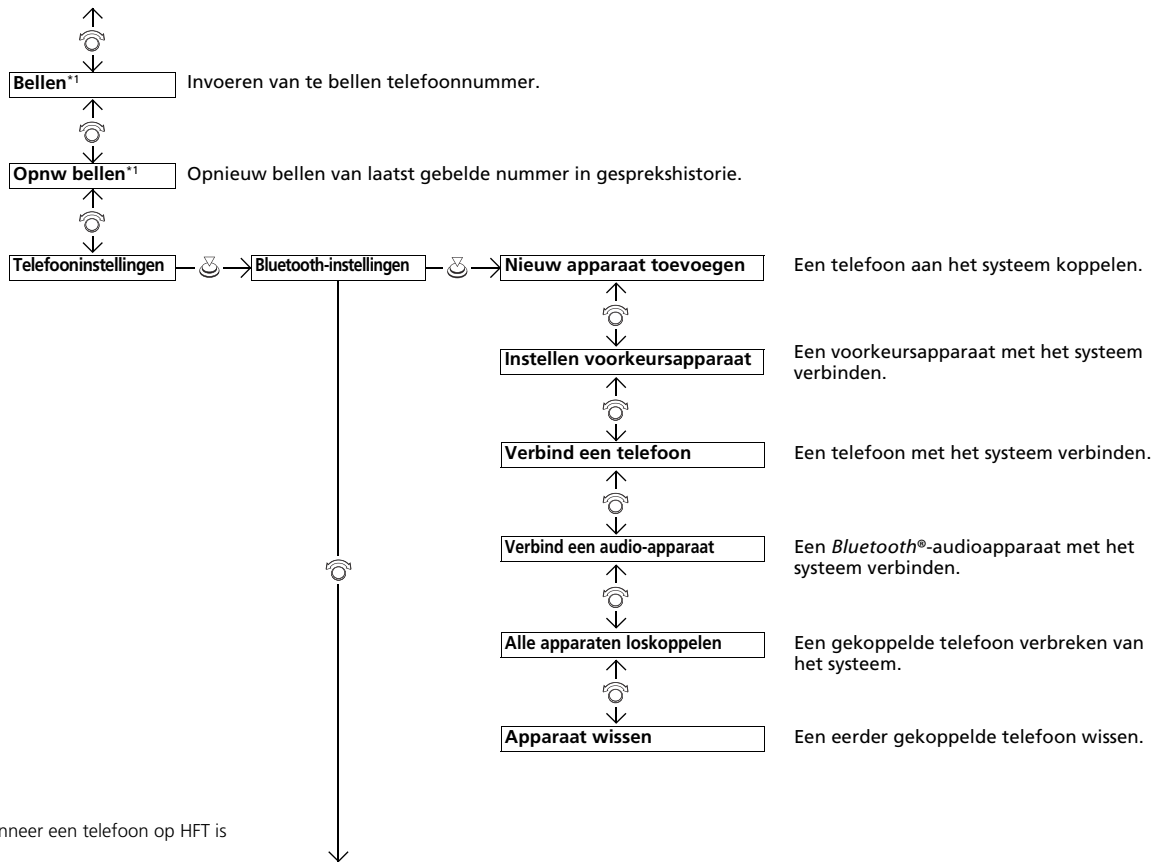 Bellen*1 Invoeren van te bellen telefoonnummer.
Opnw bellen*1 Opnieuw bellen van laatst gebelde nummer in gesprekshistorie.
Telefooninstellingen Bluetooth-instellingen Nieuw apparaat toevoegen Een telefoon aan het systeem koppelen.
Instellen voorkeursapparaat Een voorkeursapparaat met het systeem
verbinden.
Verbind een telefoon Een telefoon met het systeem verbinden.
Verbind een audio-apparaat Een Bluetooth®-audioapparaat met het
systeem verbinden.
Alle apparaten loskoppelen Een gekoppelde telefoon verbreken van
het systeem.
Apparaat wissen Een eerder gekoppelde telefoon wissen.
nneer een telefoon op HFT is